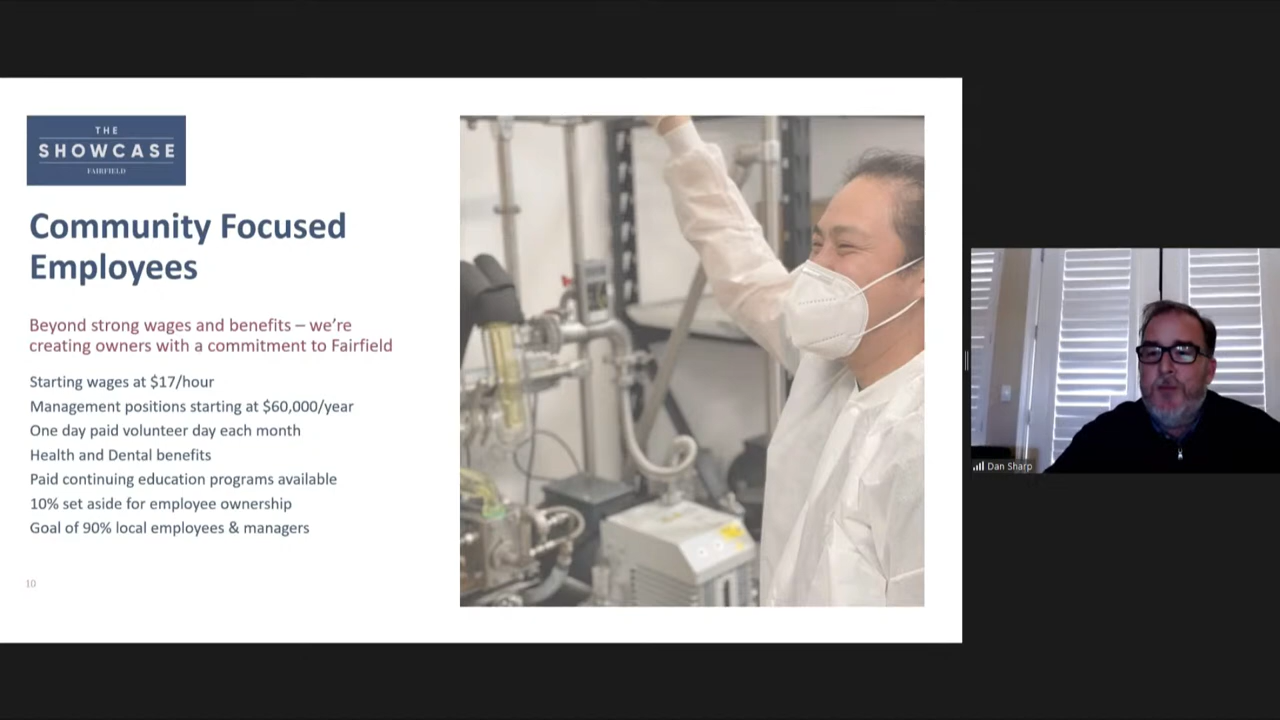 THE
SHOWCASE
FAIRFIELD
Community Focused
Employees
Beyond strong wages and benefits – we’re
creating owners with a commitment to Fairfield
Starting wages at $17/hour
Management positions starting at $60,000/year
One day paid volunteer day each month
Health and Dental benefits
Paid continuing education programs available
10% set aside for employee ownership
Goal of 90% local employees & managers
10
Dan Sharp